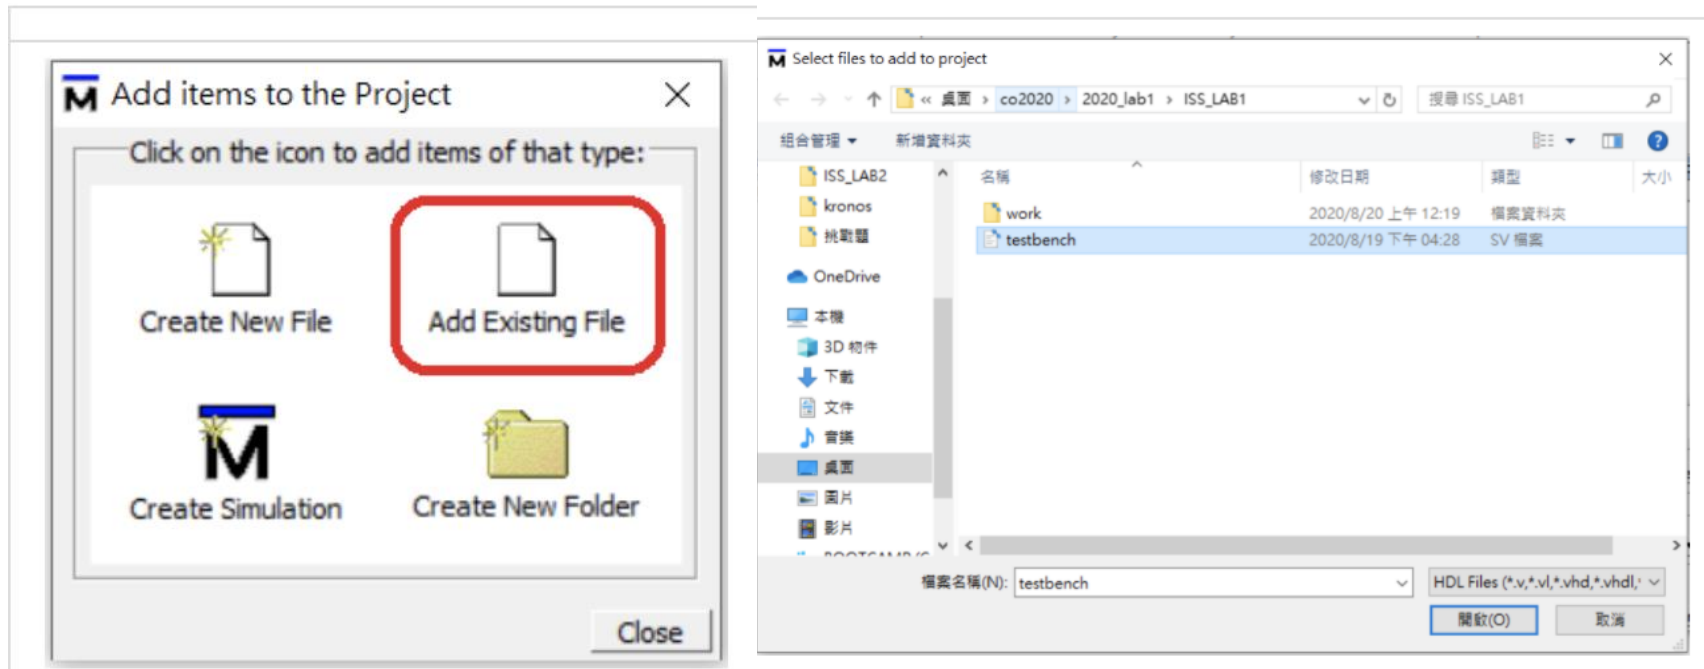 Add items to the Project
Click on the icon to add items of that type:
Create New File
Add Existing File
Create Simulation
Create New Folder
Close
Select files to add to project
« 桌面 › co2020 › 2020_lab1 › ISS_LAB1
搜尋 ISS_LAB1
組合管理
新增資料夾
ISS_LAB2
kronos
挑戰題
OneDrive
本機
3D 物件
下載
文件
音樂
桌面
圖片
影片
名稱 修改日期 類型 大小
work 2020/8/20 上午 12:19 檔案資料夾
testbench 2020/8/19 下午 04:28 SV 檔案
檔案名稱(N): testbench
HDL Files (*.v,*.vl,*.vhd,*.vhdl,
開啟(O)
取消